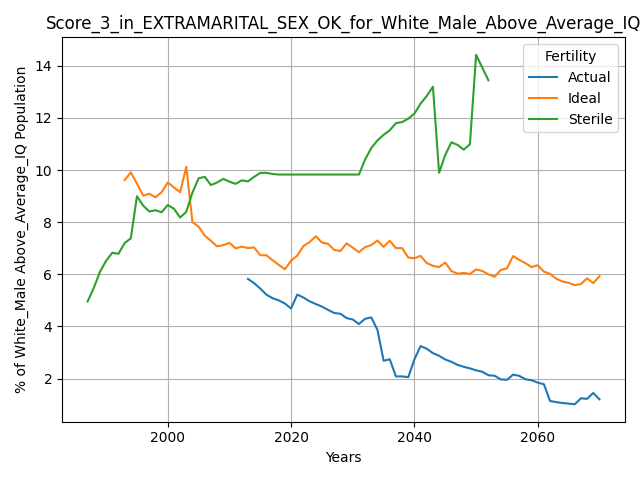 Score_3_in_EXTRAMARITAL_SEX_OK_for_White_Male_Above_Average_IQ
% of White_Male Above_Average_IQ Population
14
12
10
8
6
4
2
Fertility
Actual
Ideal
Sterile
2000 2020 2040 2060
Years